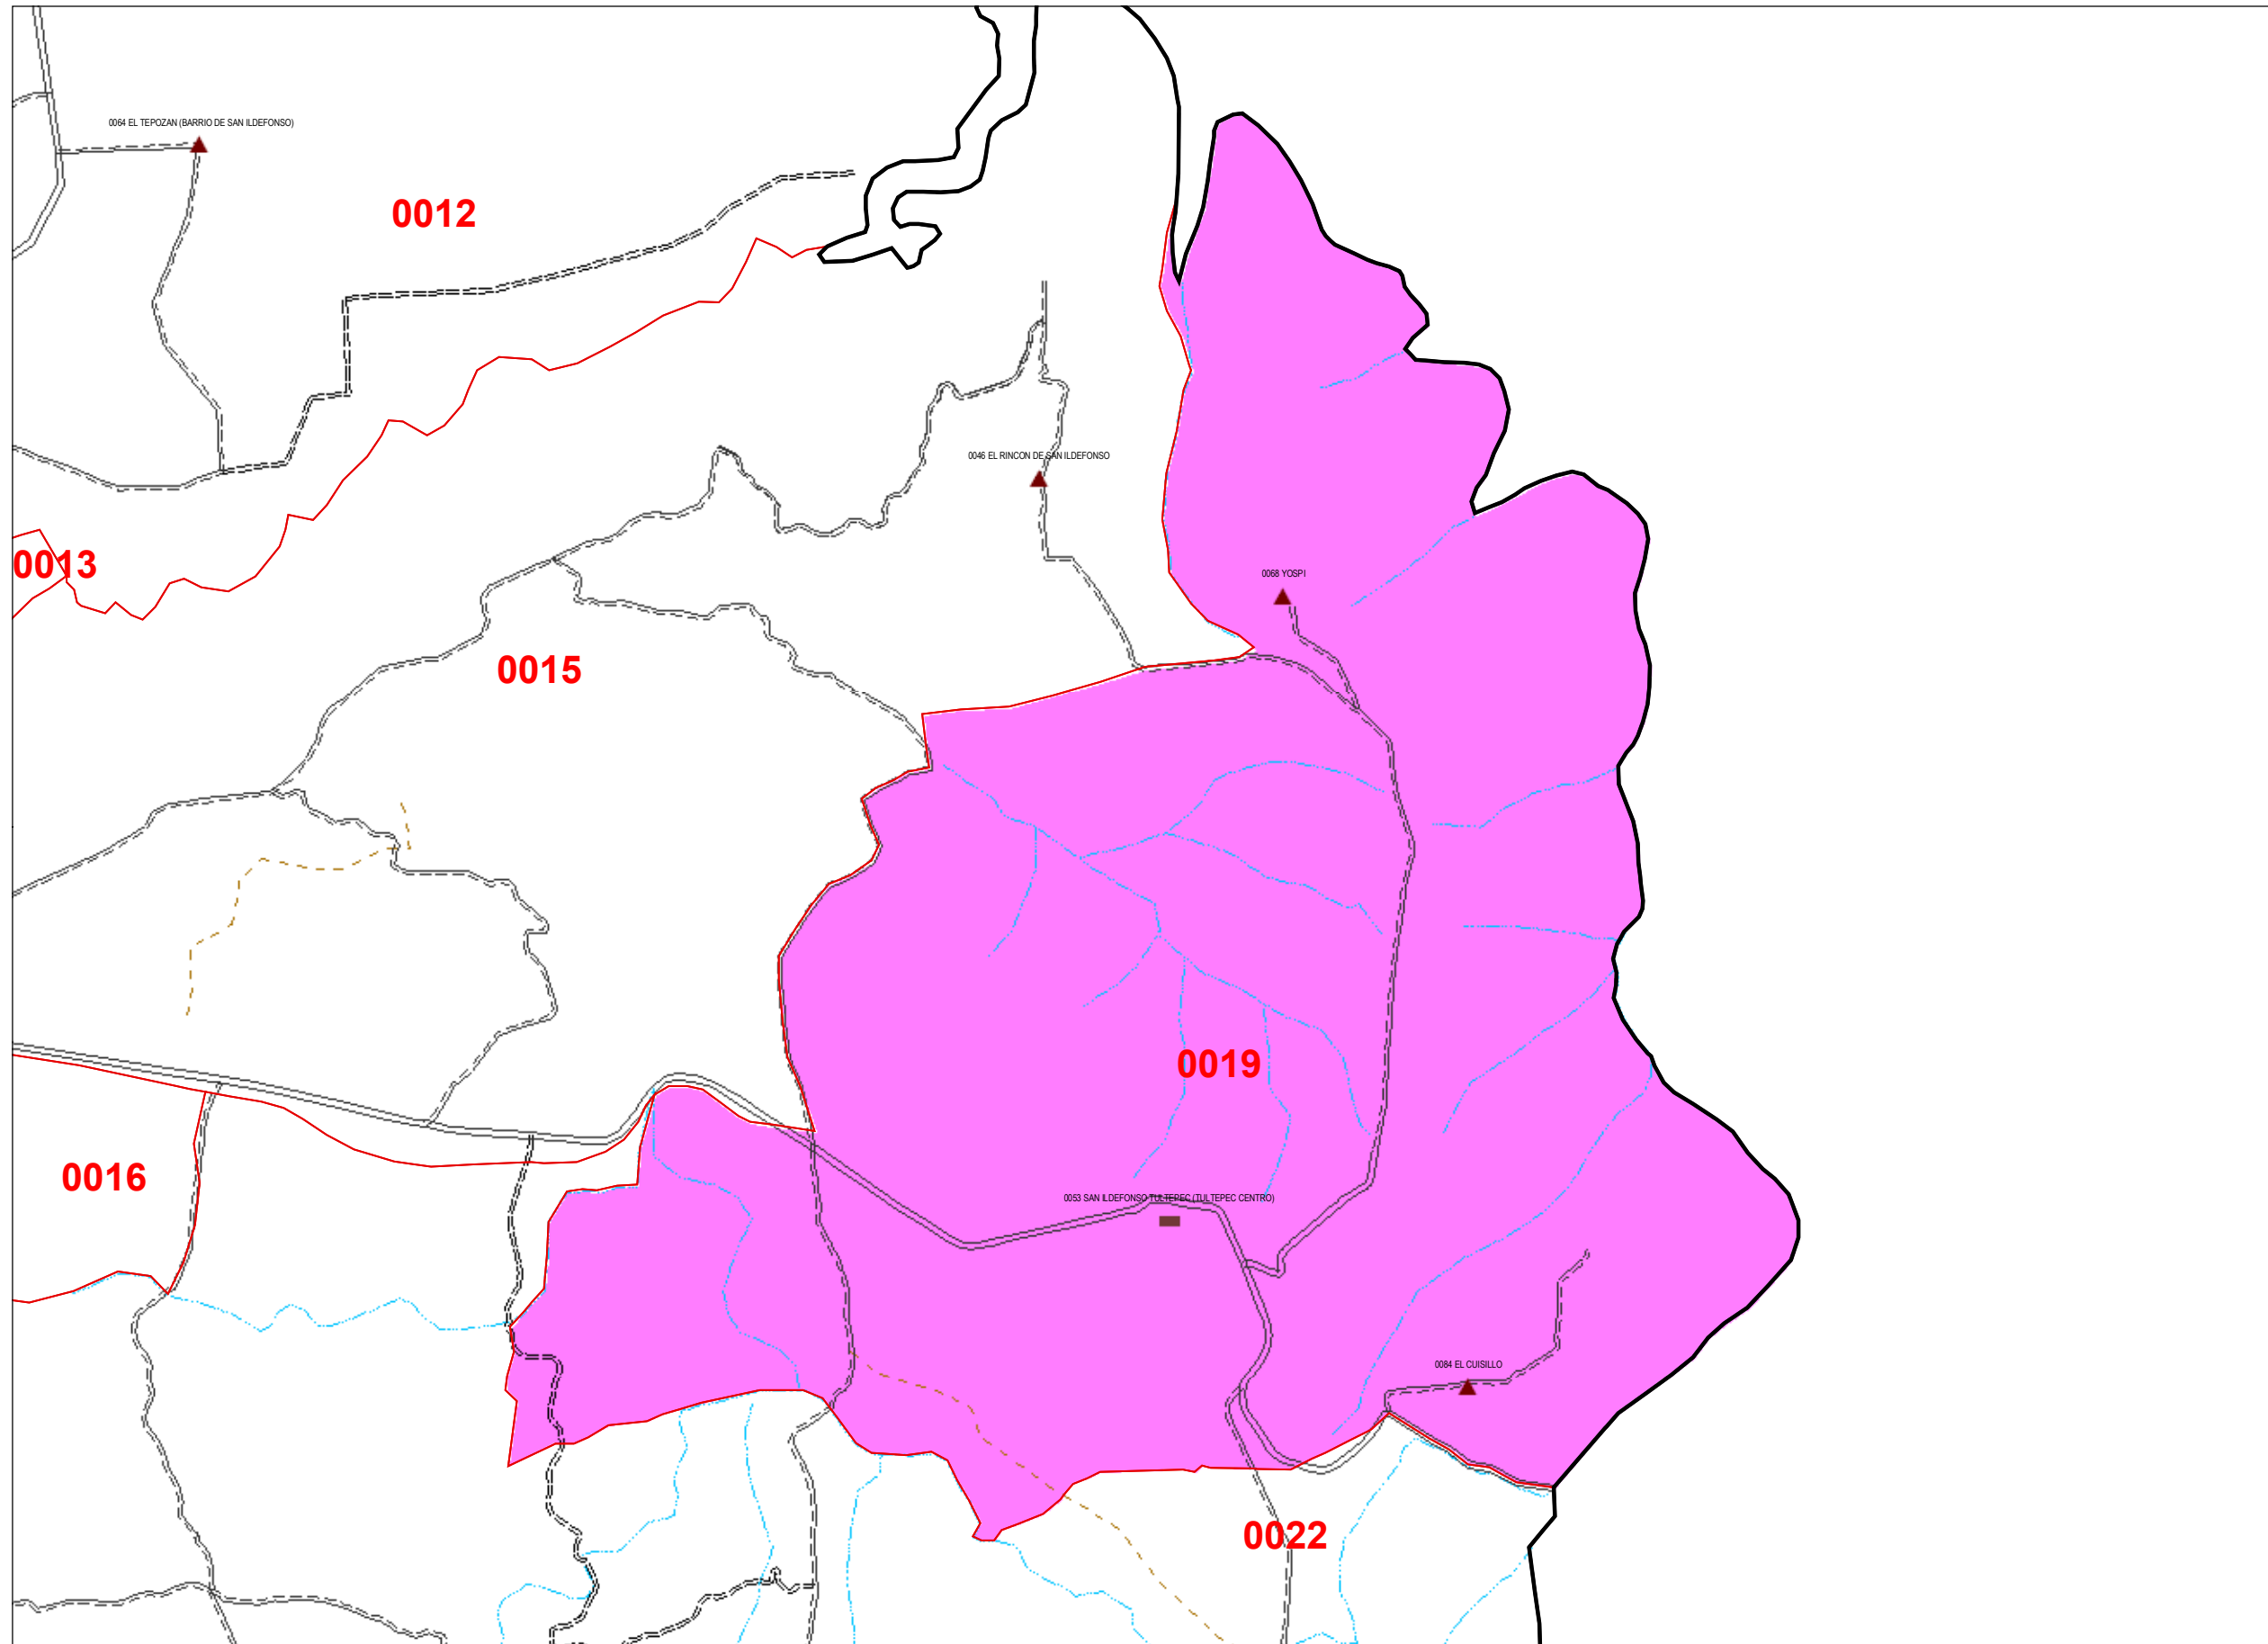 0064 EL TEPOZAN (BARRIO DE SAN ILDEFONSO)
0012
0046 EL RINCON DE SAN ILDEFONSO
0013
0068 YOSPI
0015
0019
0016
0053 SAN ILDEFONSO TULTEPEC (TULTEPEC CENTRO)
0084 EL CUISILLO
0022